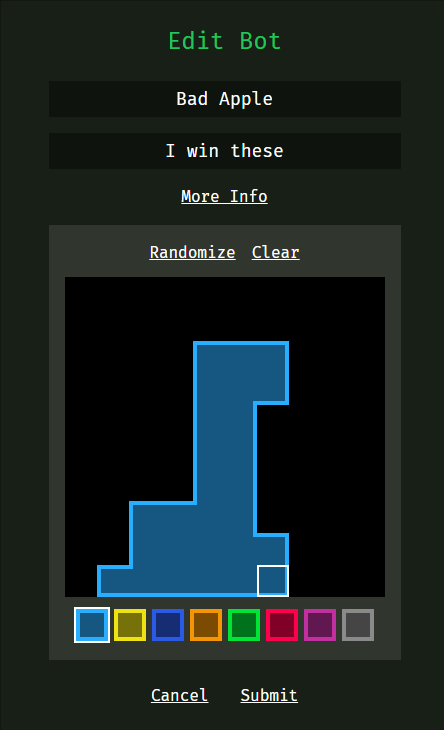 Edit Bot
Bad Apple
I win these
More Info
Randomize Clear
Cancel Submit